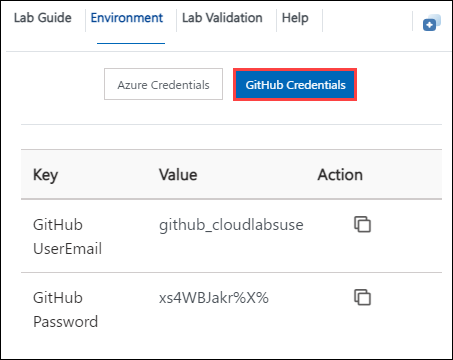 Lab Guide Environment Lab Validation Help
Azure Credentials GitHub Credentials
Key Value Action
GitHub UserEmail github_cloudlabsuse
GitHub Password xs4WBJakr%X%